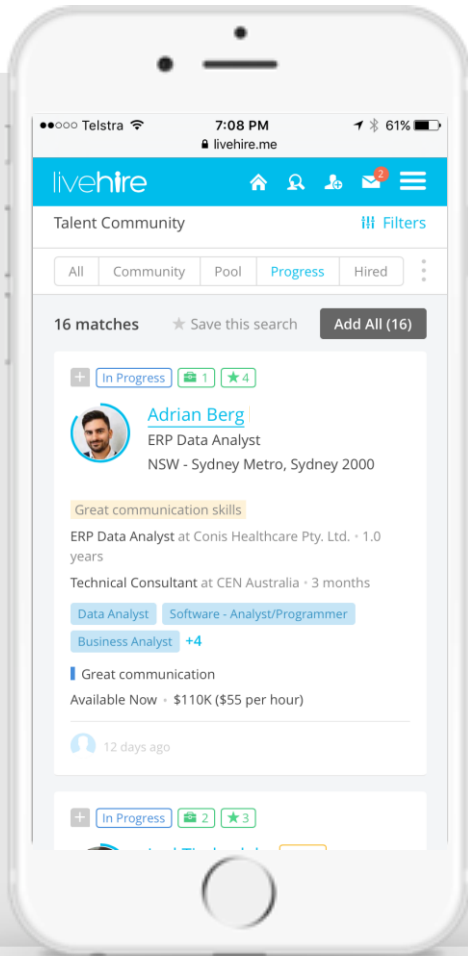 Telstra 7:08 PM 61%
livehire.me
livehire 2
Talent Community Filters
All Community Pool Progress Hired
16 matches Save this search Add All (16)
In Progress 1 4
Adrian Berg
ERP Data Analyst
NSW - Sydney Metro, Sydney 2000
Great communication skills
ERP Data Analyst at Conis Healthcare Pty. Ltd. • 1.0
years
Technical Consultant at CEN Australia • 3 months
Data Analyst Software - Analyst/Programmer
Business Analyst +4
Great communication
Available Now • $110K ($55 per hour)
12 days ago
In Progress 2 3